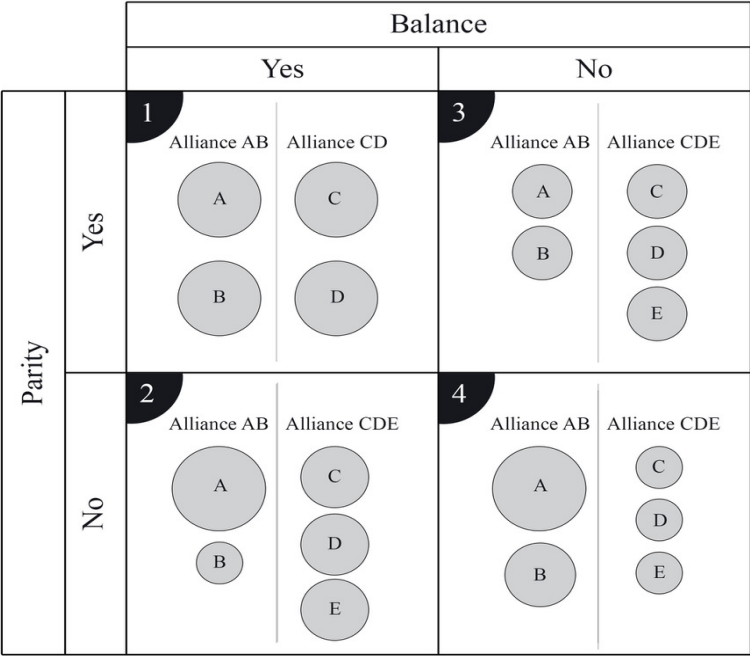 Balance
Yes No
Parity
Yes
1
Alliance AB Alliance CD
A C
B D
3
Alliance AB Alliance CDE
A C
B D
E
No
2
Alliance AB Alliance CDE
A C
B D
E
4
Alliance AB Alliance CDE
A C
B D
E